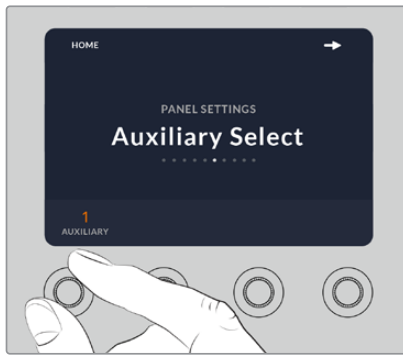 HOME
PANEL SETTINGS
Auxiliary Select
1
AUXILIARY